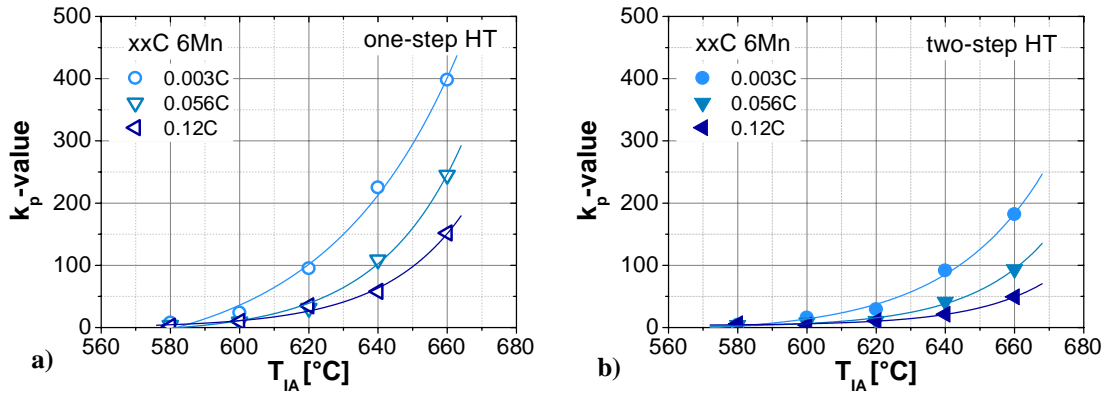 500
400
300
200
100
0
k_p-value
xxC 6Mn
0.003C
0.056C
0.12C
one-step HT
560 580 600 620 640 660 680
T_IA [°C]
a)
500
400
300
200
100
0
k_p-value
xxC 6Mn
0.003C
0.056C
0.12C
two-step HT
560 580 600 620 640 660 680
T_IA [°C]
b)